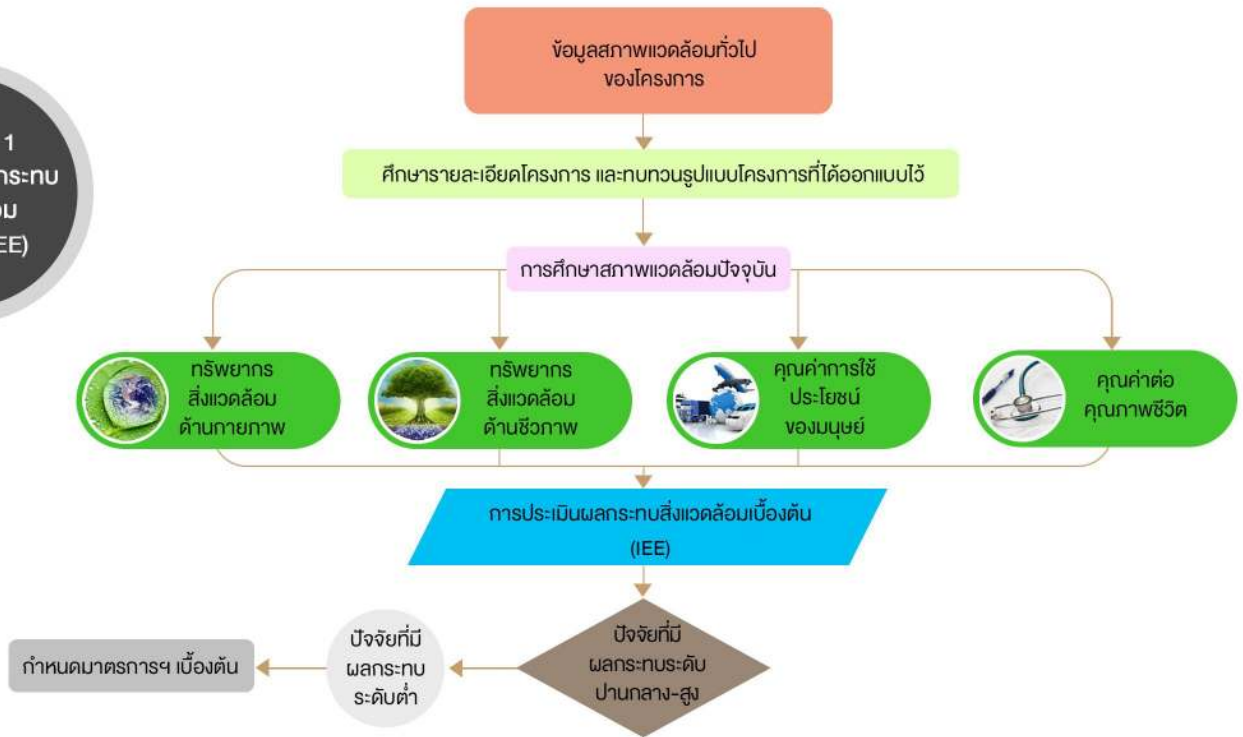 ข้อมูลสภาพแวดล้อมทั่วไป
ของโครงการ
1
EE)
ศึกษารายละเอียดโครงการ และทบทวนรูปแบบโครงการที่ได้ออกแบบไว้
การศึกษาสภาพแวดล้อมปัจจุบัน
ทรัพยากร
สิ่งแวดล้อม
ด้านกายภาพ
ทรัพยากร
สิ่งแวดล้อม
ด้านชีวภาพ
คุณค่าการใช้
ประโยชน์
ของมนุษย์
คุณค่าต่อ
คุณภาพชีวิต
การประเมินผลกระทบสิ่งแวดล้อมเบื้องต้น
(IEE)
ปัจจัยที่มี
ผลกระทบระดับ
ปานกลาง-สูง
ปัจจัยที่มี
ผลกระทบ
ระดับต่ำ
กำหนดมาตรการฯ เบื้องต้น